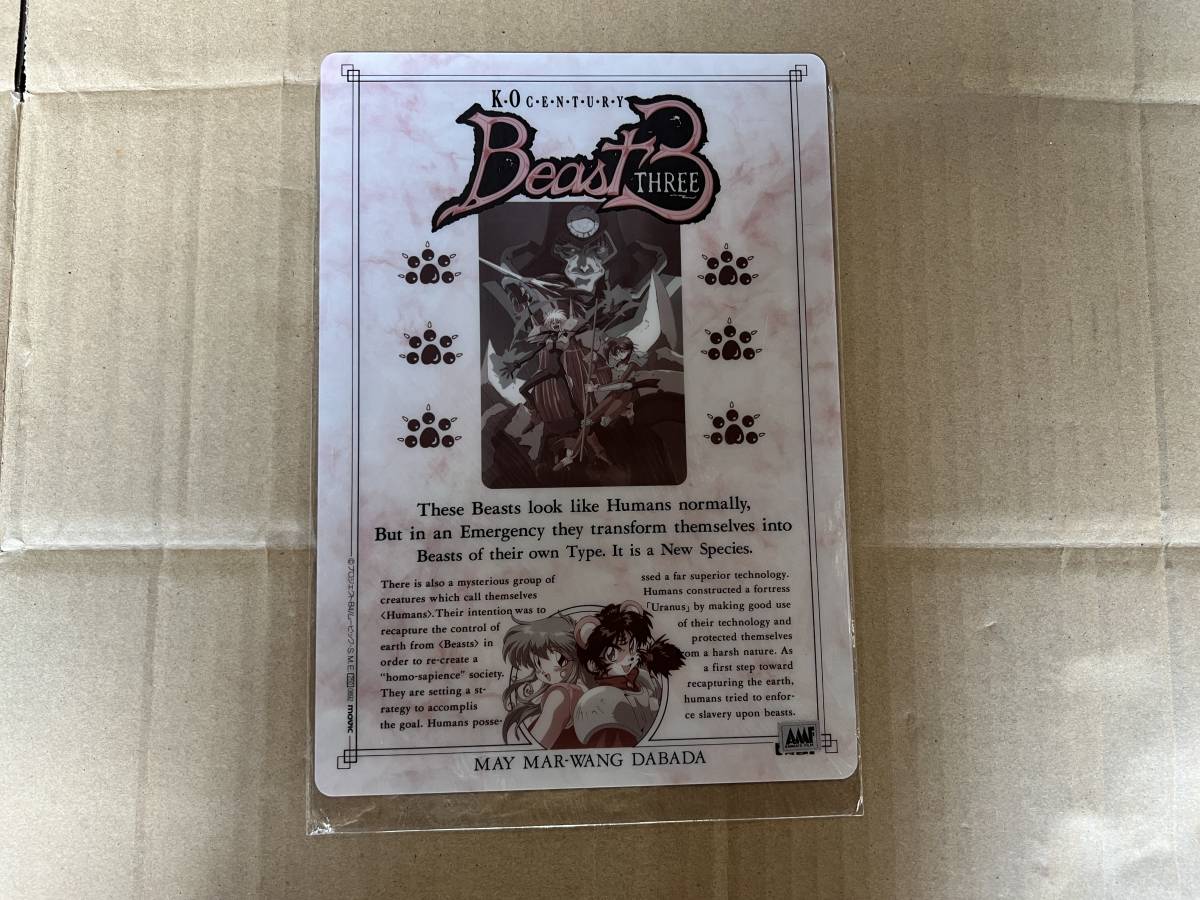 K·O C·E·N·T·U·R·Y
Beast 3
THREE
These Beasts look like Humans normally,
But in an Emergency they transform themselves into
Beasts of their own Type. It is a New Species.
There is also a mysterious group of
creatures which call themselves
<Humans>.Their intention was to
recapture the control of
earth from <Beasts> in
order to re-create a
"homo-sapience" society.
They are setting a st-
rategy to accomplis
the goal. Humans posse-
ssed a far superior technology.
Humans constructed a fortress
「Uranus」 by making good use
of their technology and
protected themselves
om a harsh nature. As
a first step toward
recapturing the earth,
humans tried to enfor-
ce slavery upon beasts.
MAY MAR-WANG DABADA
AMF
movic